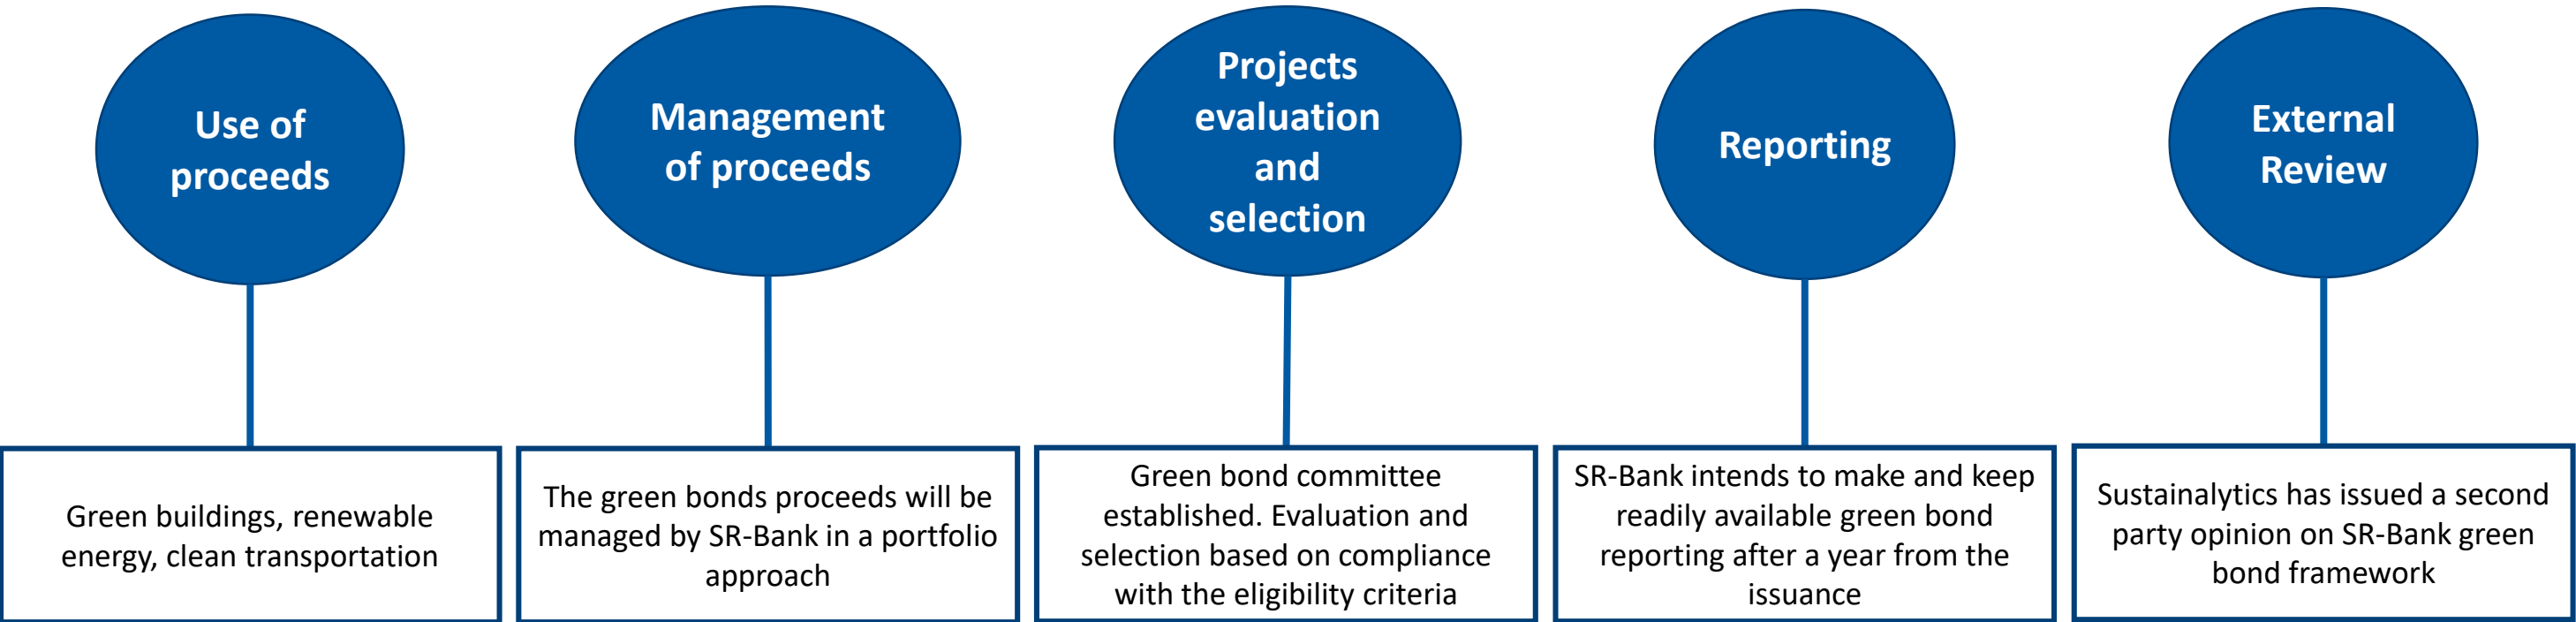 Use of
proceeds
Green buildings, renewable
energy, clean transportation
Management
of proceeds
The green bonds proceeds will be
managed by SR-Bank in a portfolio
approach
Projects
evaluation
and
selection
Green bond committee
established. Evaluation and
selection based on compliance
with the eligibility criteria
Reporting
SR-Bank intends to make and keep
readily available green bond
reporting after a year from the
issuance
External
Review
Sustainalytics has issued a second
party opinion on SR-Bank green
bond framework